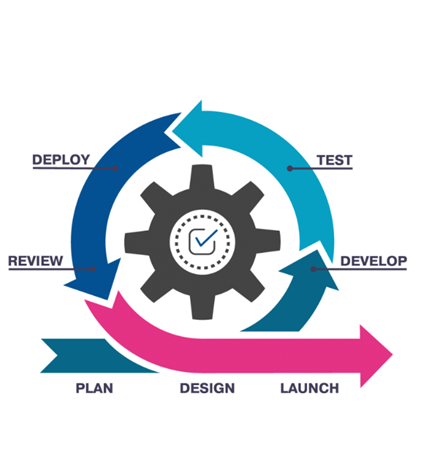 DEPLOY
TEST
REVIEW
DEVELOP
PLAN
DESIGN
LAUNCH